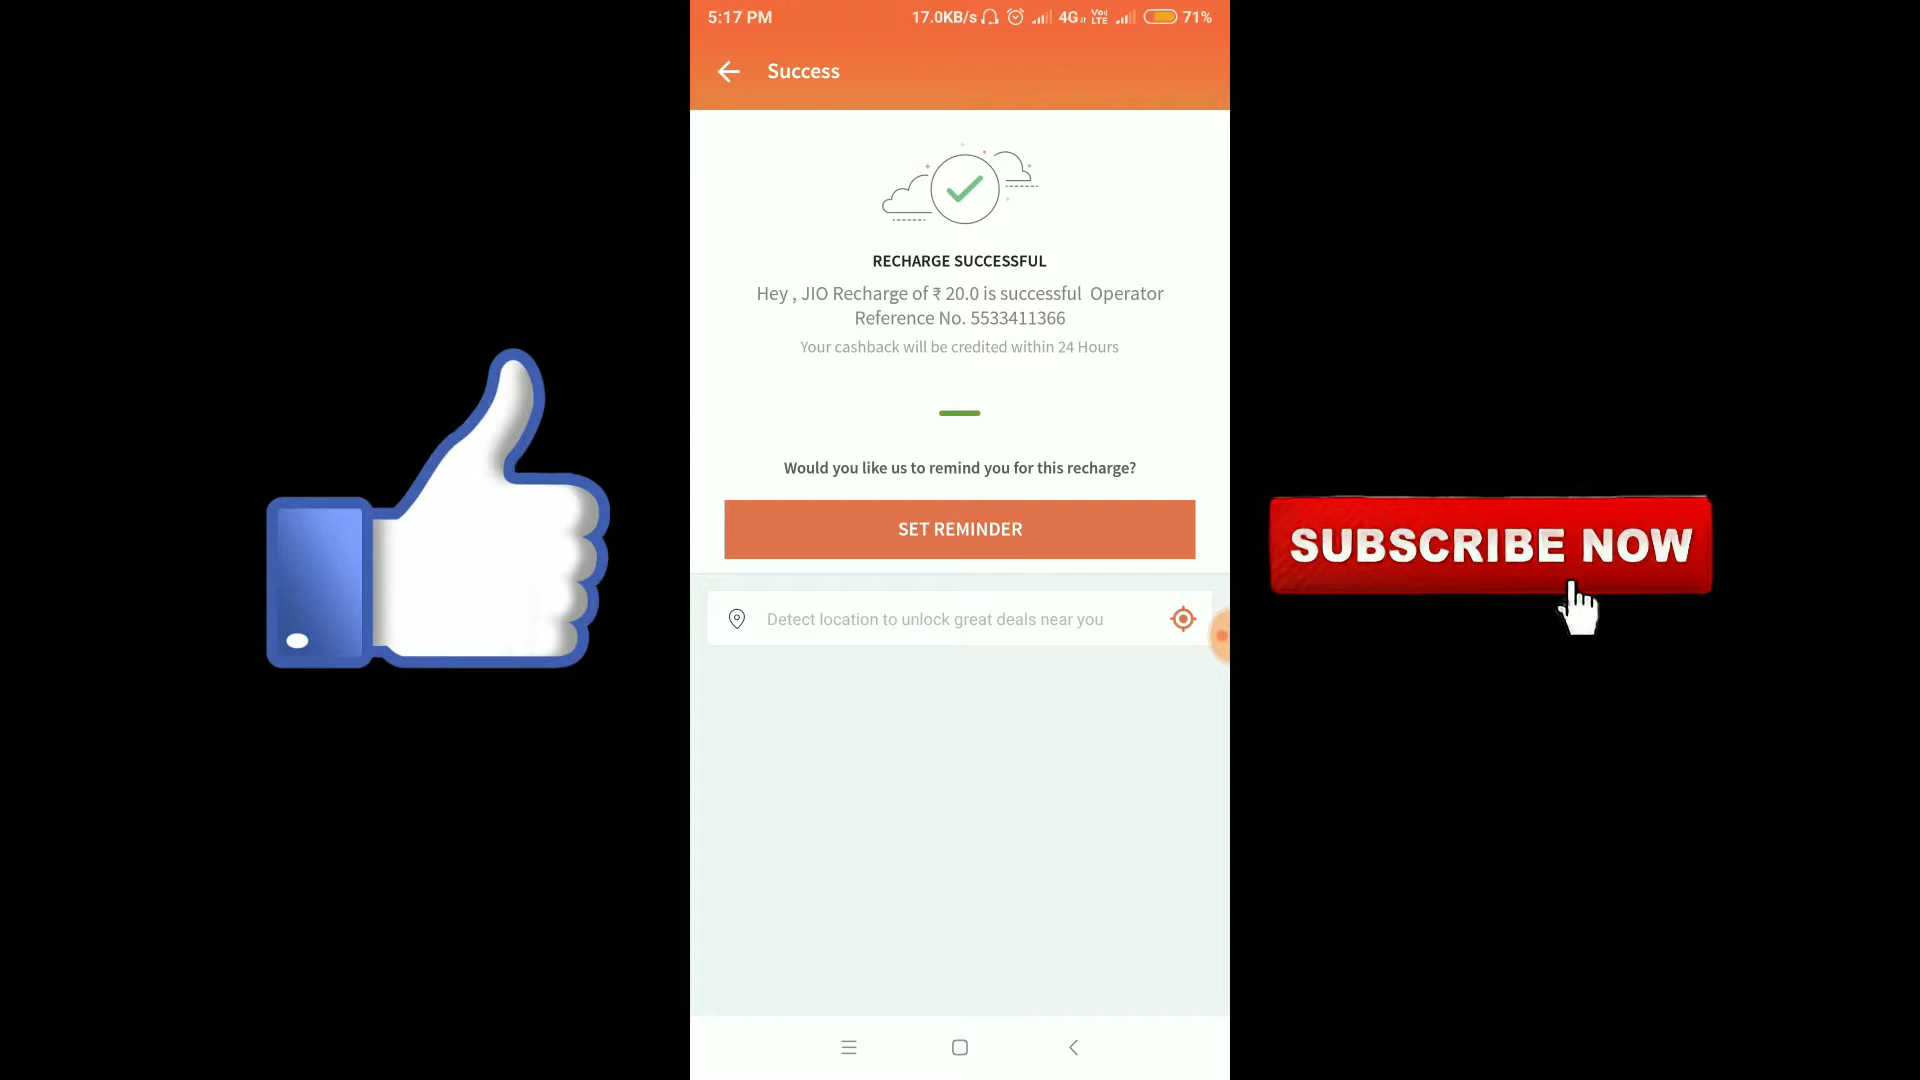 5:17 PM 17.0KB/s 4G Vo) LTE 71%
Success
RECHARGE SUCCESSFUL
Hey , JIO Recharge of ₹ 20.0 is successful Operator
Reference No. 5533411366
Your cashback will be credited within 24 Hours
Would you like us to remind you for this recharge?
SET REMINDER
SUBSCRIBE NOW
Detect location to unlock great deals near you